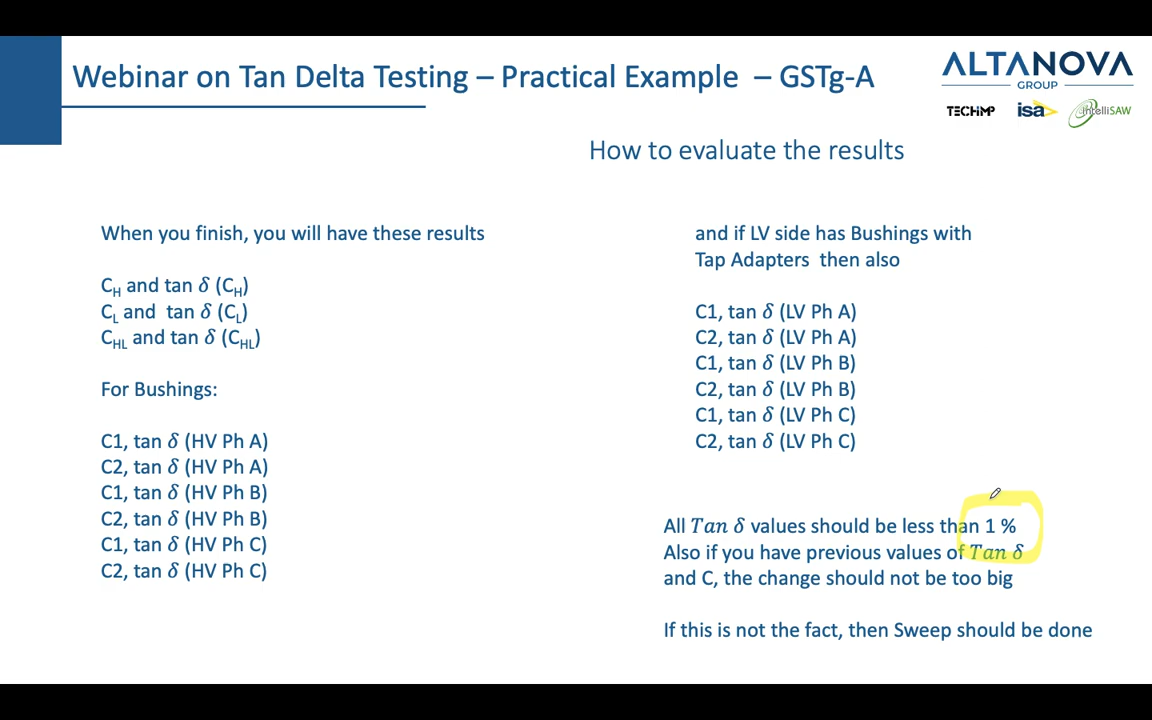 Webinar on Tan Delta Testing – Practical Example – GSTg-A
ALTANOVA
GROUP
TECHIMP
isa
intelliSAW
How to evaluate the results
When you finish, you will have these results
C_H and tan δ (C_H)
C_L and tan δ (C_L)
C_HL and tan δ (C_HL)
For Bushings:
C1, tan δ (HV Ph A)
C2, tan δ (HV Ph A)
C1, tan δ (HV Ph B)
C2, tan δ (HV Ph B)
C1, tan δ (HV Ph C)
C2, tan δ (HV Ph C)
and if LV side has Bushings with
Tap Adapters then also
C1, tan δ (LV Ph A)
C2, tan δ (LV Ph A)
C1, tan δ (LV Ph B)
C2, tan δ (LV Ph B)
C1, tan δ (LV Ph C)
C2, tan δ (LV Ph C)
All Tan δ values should be less than 1 %
Also if you have previous values of Tan δ
and C, the change should not be too big
If this is not the fact, then Sweep should be done